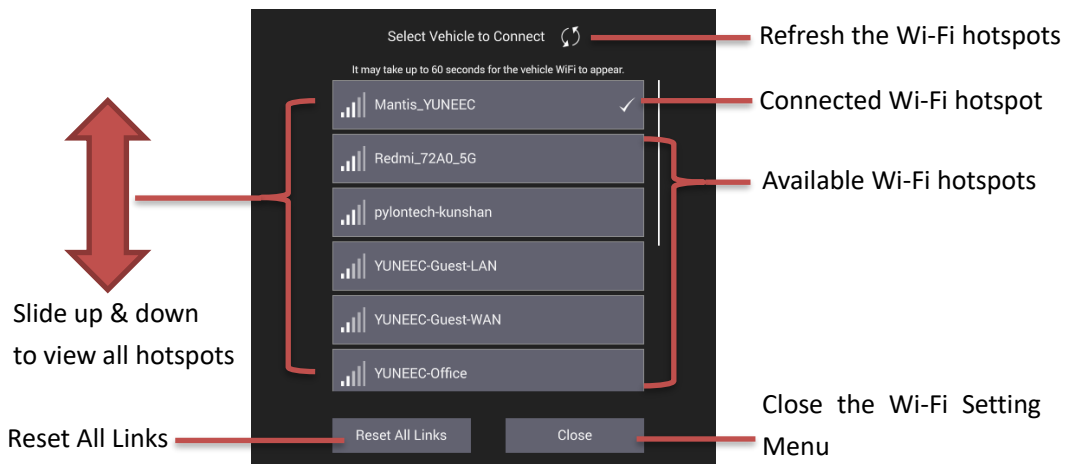 Select Vehicle to Connect
Refresh the Wi-Fi hotspots
It may take up to 60 seconds for the vehicle WiFi to appear.
Mantis_YUNEEC
Connected Wi-Fi hotspot
Redmi_72A0_5G
Available Wi-Fi hotspots
pylontech-kunshan
YUNEEC-Guest-LAN
Slide up & down
to view all hotspots
YUNEEC-Guest-WAN
YUNEEC-Office
Close the Wi-Fi Setting
Menu
Reset All Links
Reset All Links
Close